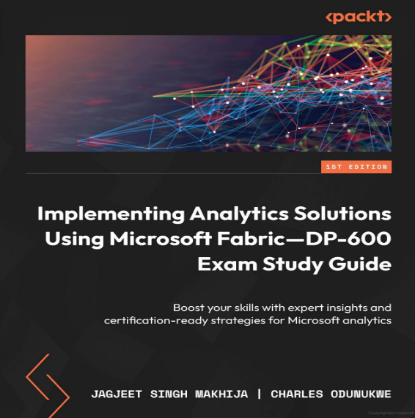 <packt>
1ST EDITION
Implementing Analytics Solutions
Using Microsoft Fabric—DP-600
Exam Study Guide
Boost your skills with expert insights and
certification-ready strategies for Microsoft analytics
JAGJEET SINGH MAKHIJA | CHARLES ODUNUKWE